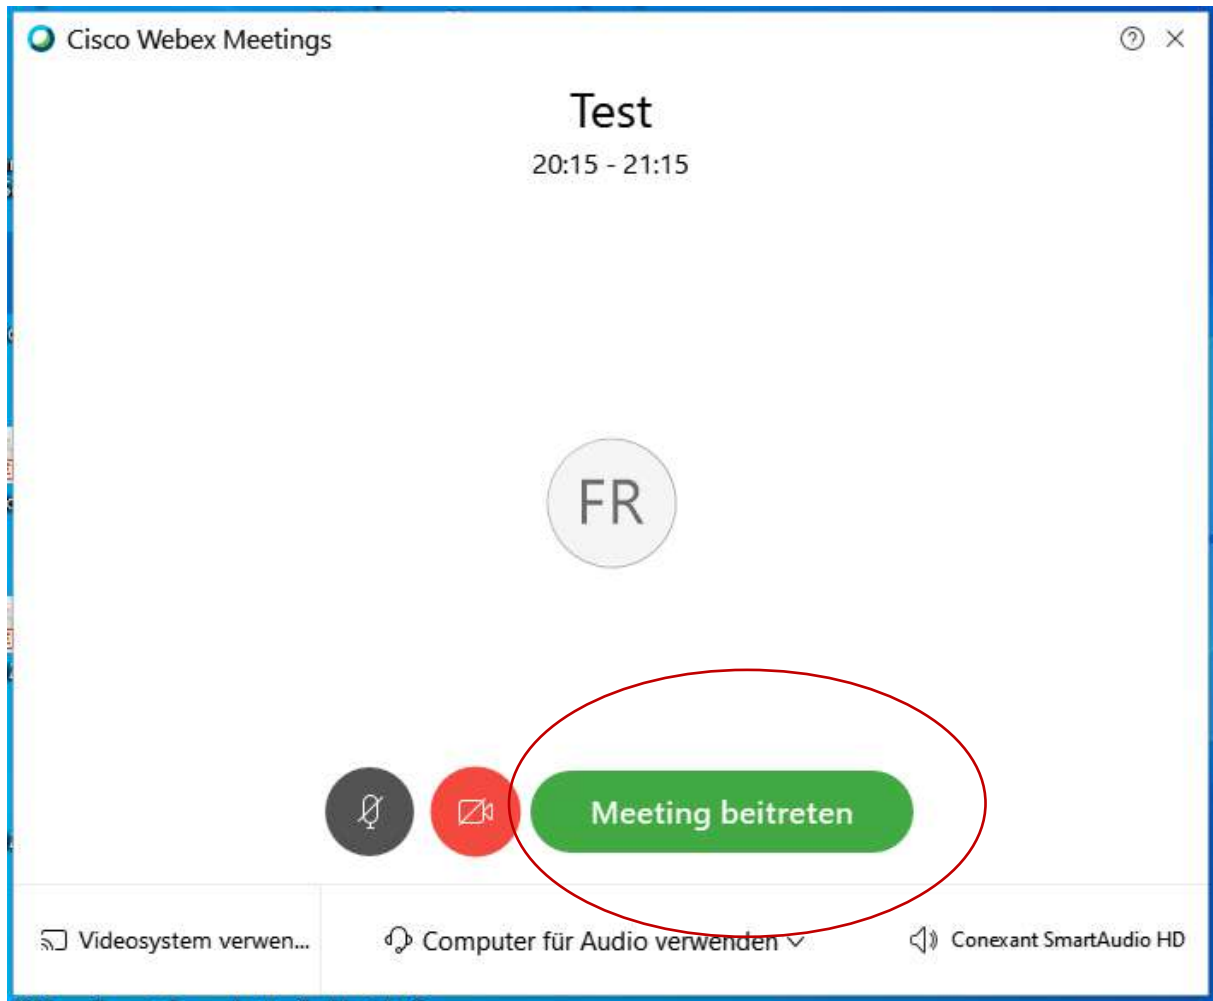 Cisco Webex Meetings
Test
20:15 - 21:15
FR
Meeting beitreten
Videosystem verwen...
Computer für Audio verwenden
Conexant SmartAudio HD